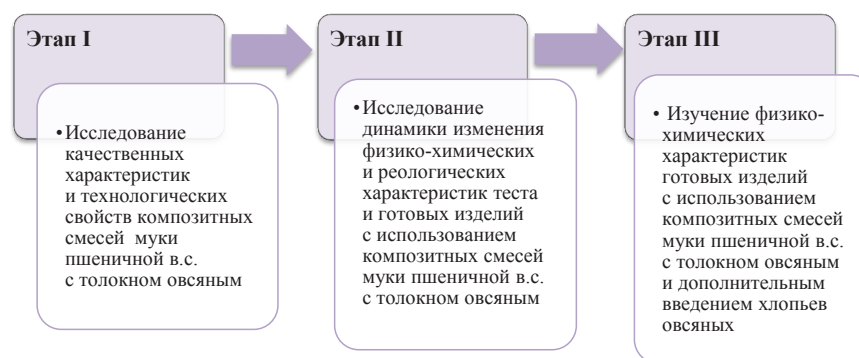 Этап I
•Исследование
качественных
характеристик
и технологических
свойств композитных
смесей муки
пшеничной в.с.
с толокном овсяным
Этап II
•Исследование
динамики изменения
физико-химических
и реологических
характеристик теста
и готовых изделий
с использованием
композитных смесей
муки пшеничной в.с.
с толокном овсяным
Этап III
• Изучение физико-
химических
характеристик
готовых изделий
с использованием
композитных смесей
муки пшеничной в.с.
с толокном овсяным
и дополнительным
введением хлопьев
овсяных